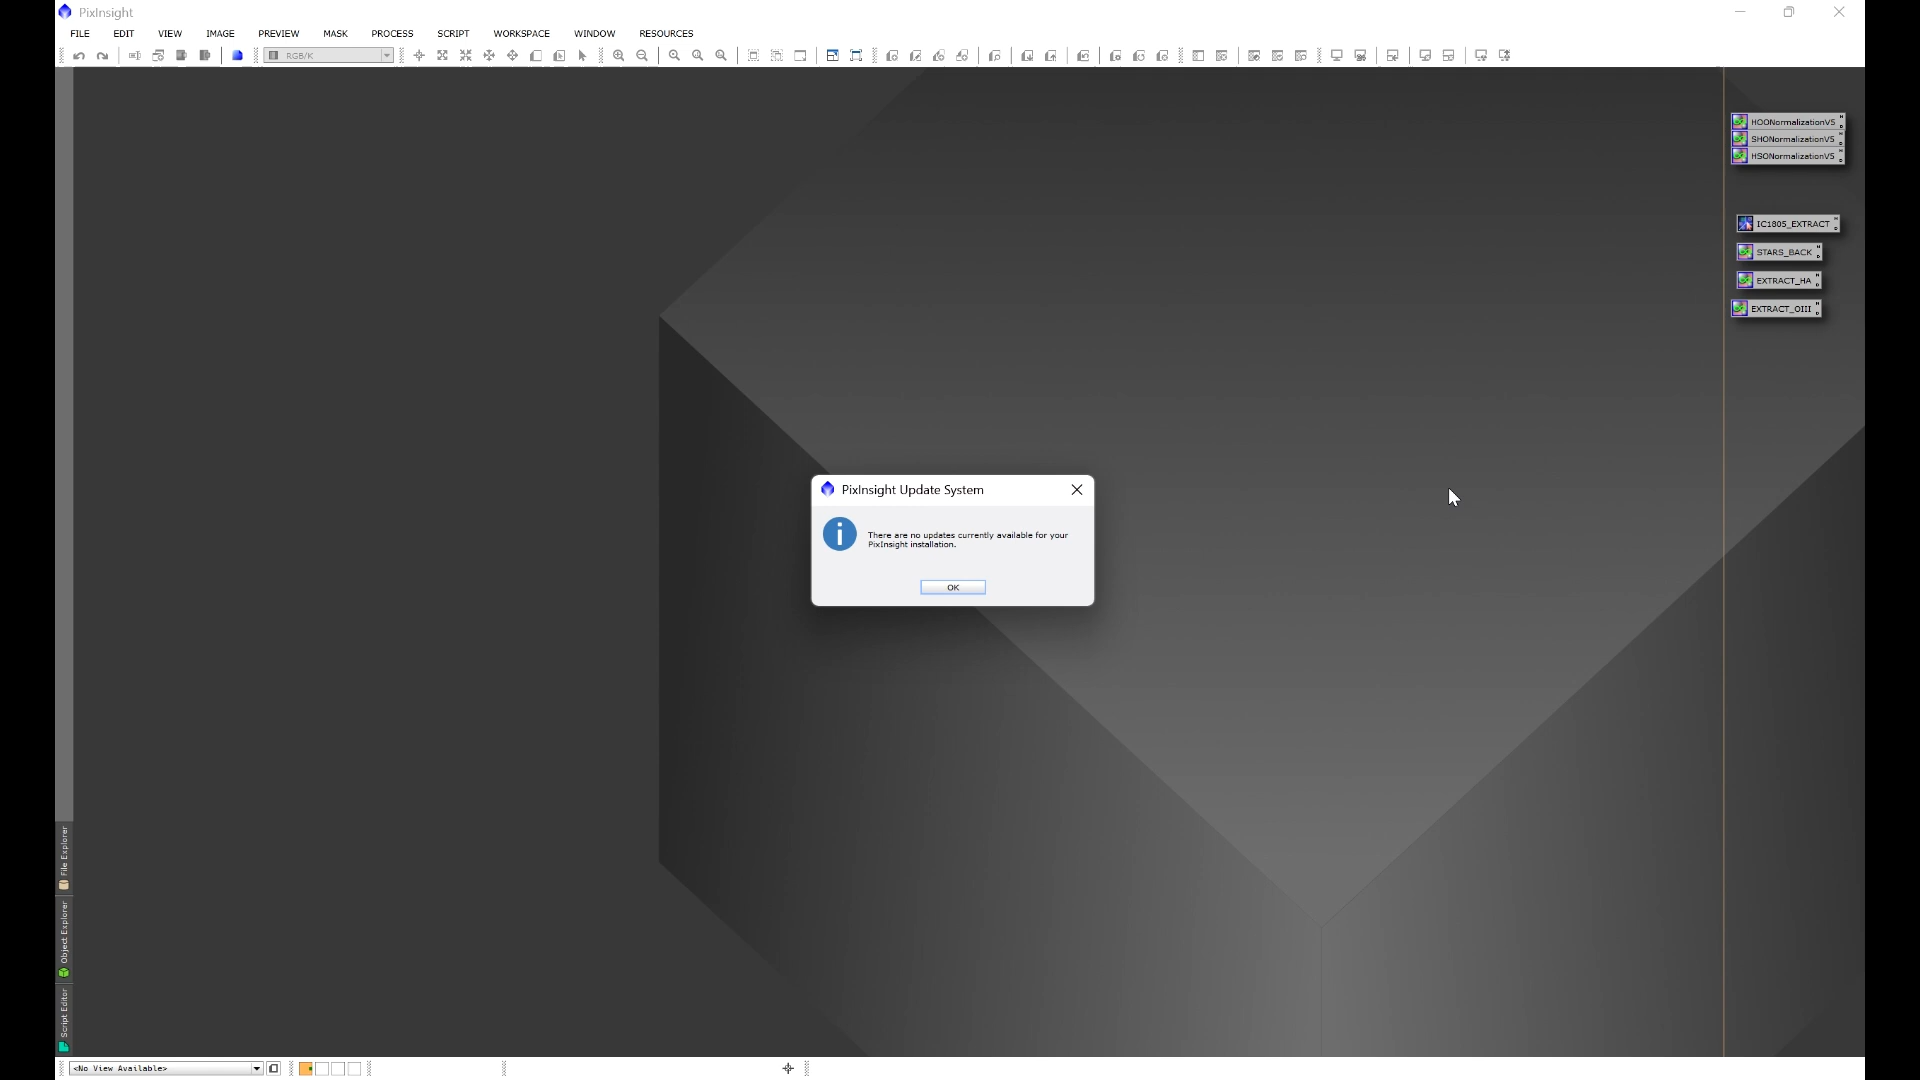 PixInsight
FILE EDIT VIEW IMAGE PREVIEW MASK PROCESS SCRIPT WORKSPACE WINDOW RESOURCES
RGB/K
HOONormalizationV5
SHONormalizationV5
HSONormalizationV5
IC1805_EXTRACT
STARS_BACK
EXTRACT_HA
EXTRACT_OIII
PixInsight Update System
There are no updates currently available for your
PixInsight installation.
OK
File Explorer
Object Explorer
Script Editor
<No View Available>